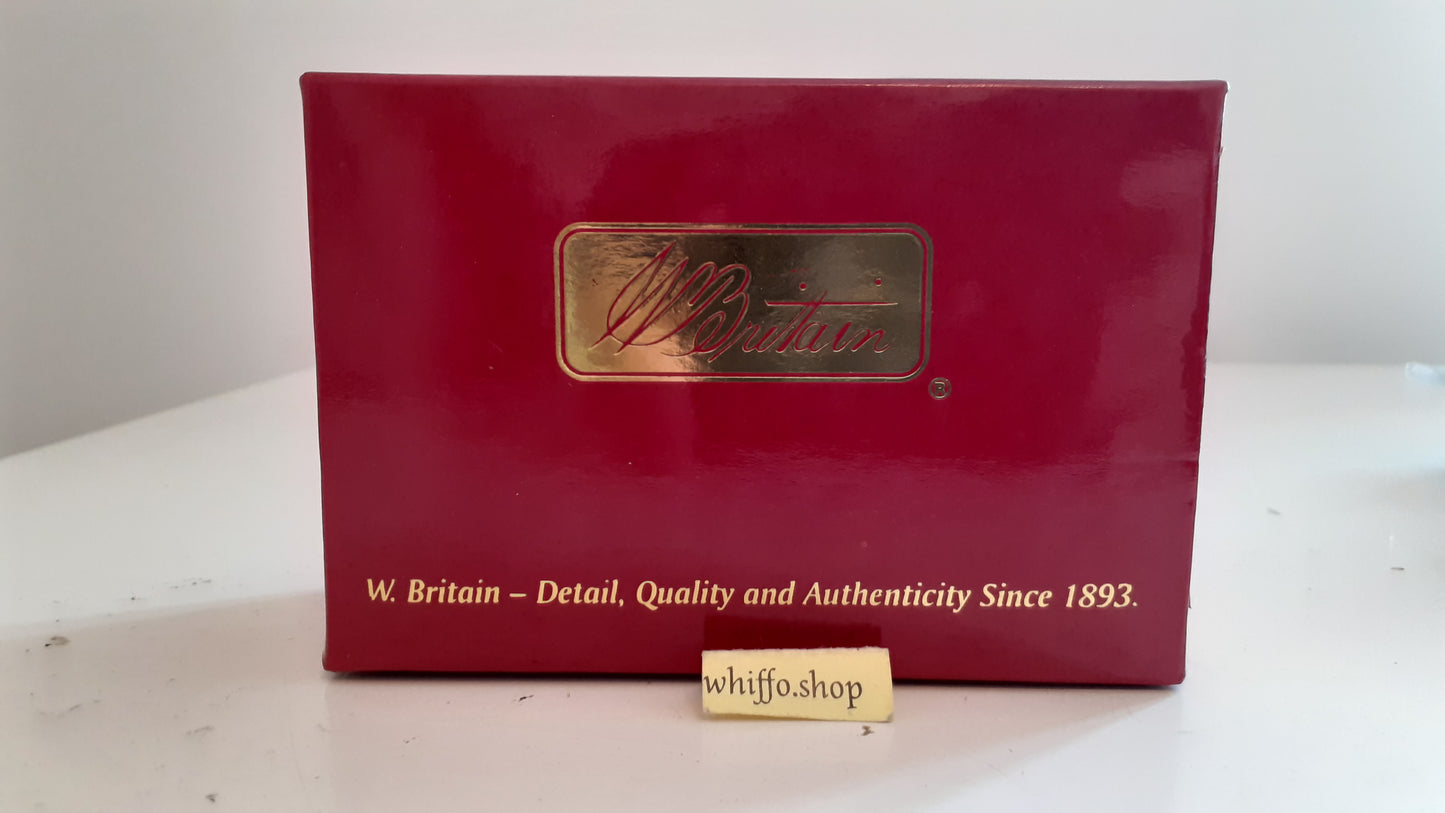 W Britain
®
W. Britain – Detail, Quality and Authenticity Since 1893.
whiffo.shop